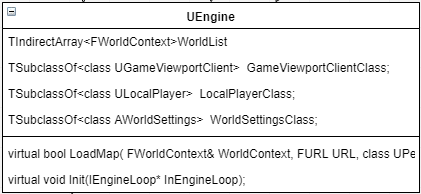 UEngine
TIndirectArray<FWorldContext>WorldList
TSubclassOf<class UGameViewportClient>  GameViewportClientClass;
TSubclassOf<class ULocalPlayer>  LocalPlayerClass;
TSubclassOf<class AWorldSettings>  WorldSettingsClass;
virtual bool LoadMap( FWorldContext& WorldContext, FURL URL, class UPe
virtual void Init(IEngineLoop* InEngineLoop);